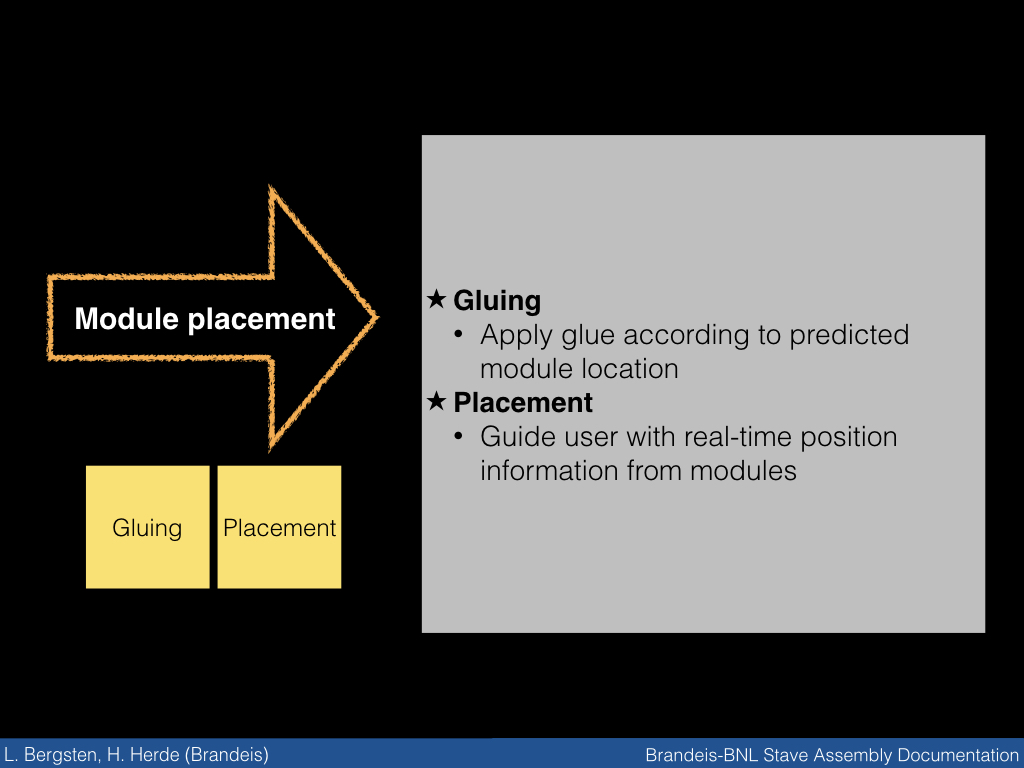 Module placement
Gluing
Placement
★ Gluing
• Apply glue according to predicted
module location
★ Placement
• Guide user with real-time position
information from modules
L. Bergsten, H. Herde (Brandeis)
Brandeis-BNL Stave Assembly Documentation